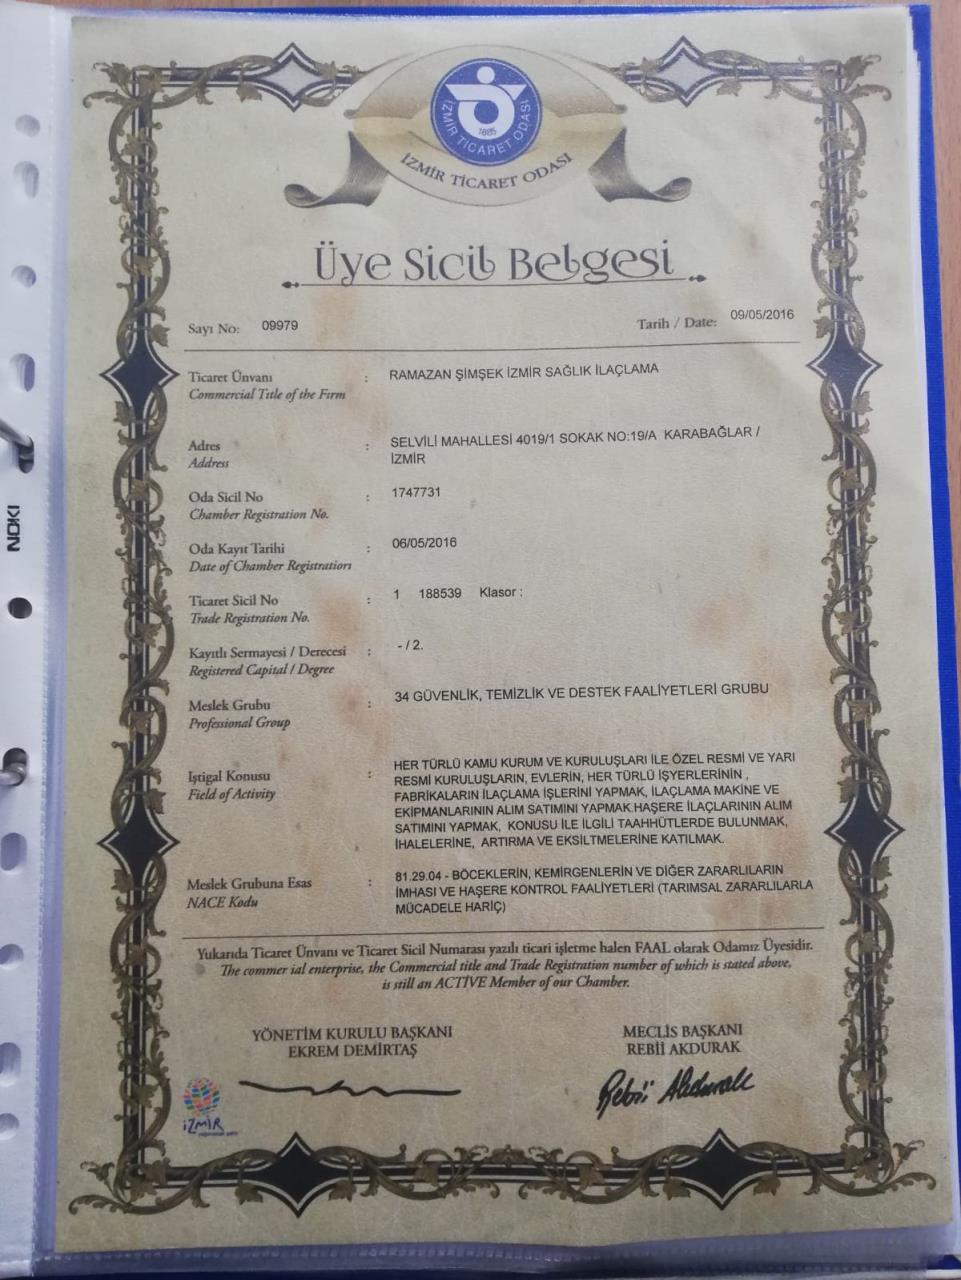 İZMİR TİCARET ODASI
1885
İZMİR TİCARET ODASI
Üye Sicil Belgesi
Sayı No: 09979 Tarih / Date: 09/05/2016
Ticaret Ünvanı : RAMAZAN ŞİMŞEK İZMİR SAĞLIK İLAÇLAMA
Commercial Title of the Firm
Adres : SELVİLİ MAHALLESİ 4019/1 SOKAK NO:19/A KARABAĞLAR /
Address İZMİR
Oda Sicil No : 1747731
Chamber Registration No.
Oda Kayıt Tarihi : 06/05/2016
Date of Chamber Registration
Ticaret Sicil No : 1 188539 Klasor :
Trade Registration No.
Kayıtlı Sermayesi / Derecesi : - / 2.
Registered Capital / Degree
Meslek Grubu : 34 GÜVENLİK, TEMİZLİK VE DESTEK FAALİYETLERİ GRUBU
Professional Group
HER TÜRLÜ KAMU KURUM VE KURULUŞLARI İLE ÖZEL RESMİ VE YARI
İştigal Konusu : RESMİ KURULUŞLARIN, EVLERİN, HER TÜRLÜ İŞYERLERİNİN ,
Field of Activity FABRİKALARIN İLAÇLAMA İŞLERİNİ YAPMAK, İLAÇLAMA MAKİNE VE
EKİPMANLARININ ALIM SATIMINI YAPMAK.HAŞERE İLAÇLARININ ALIM
SATIMINI YAPMAK, KONUSU İLE İLGİLİ TAAHHÜTLERDE BULUNMAK,
İHALELERİNE, ARTIRMA VE EKSİLTMELERİNE KATILMAK.
Meslek Grubuna Esas : 81.29.04 - BÖCEKLERİN, KEMİRGENLERİN VE DİĞER ZARARLILARIN
NACE Kodu İMHASI VE HAŞERE KONTROL FAALİYETLERİ (TARIMSAL ZARARLILARLA
MÜCADELE HARİÇ)
Yukarıda Ticaret Ünvanı ve Ticaret Sicil Numarası yazılı ticari işletme halen FAAL olarak Odamız Üyesidir.
The commer ial enterprise, the Commercial title and Trade Registration number of which is stated above,
is still an ACTIVE Member of our Chamber.
YÖNETİM KURULU BAŞKANI MECLİS BAŞKANI
EKREM DEMİRTAŞ REBİİ AKDURAK
Rebii Akdurak
İZMİR
NOKI